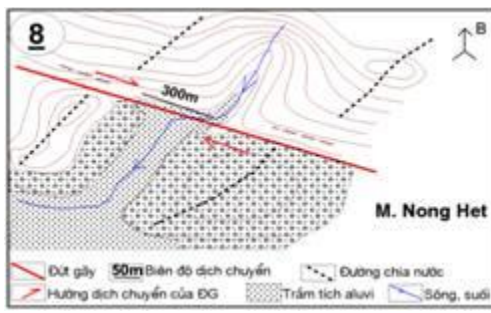 8
B
300m
M. Nong Het
Đứt gãy
50m Biên độ dịch chuyển
Đường chia nước
Hướng dịch chuyển của ĐG
Trầm tích aluvi
Sông, suối